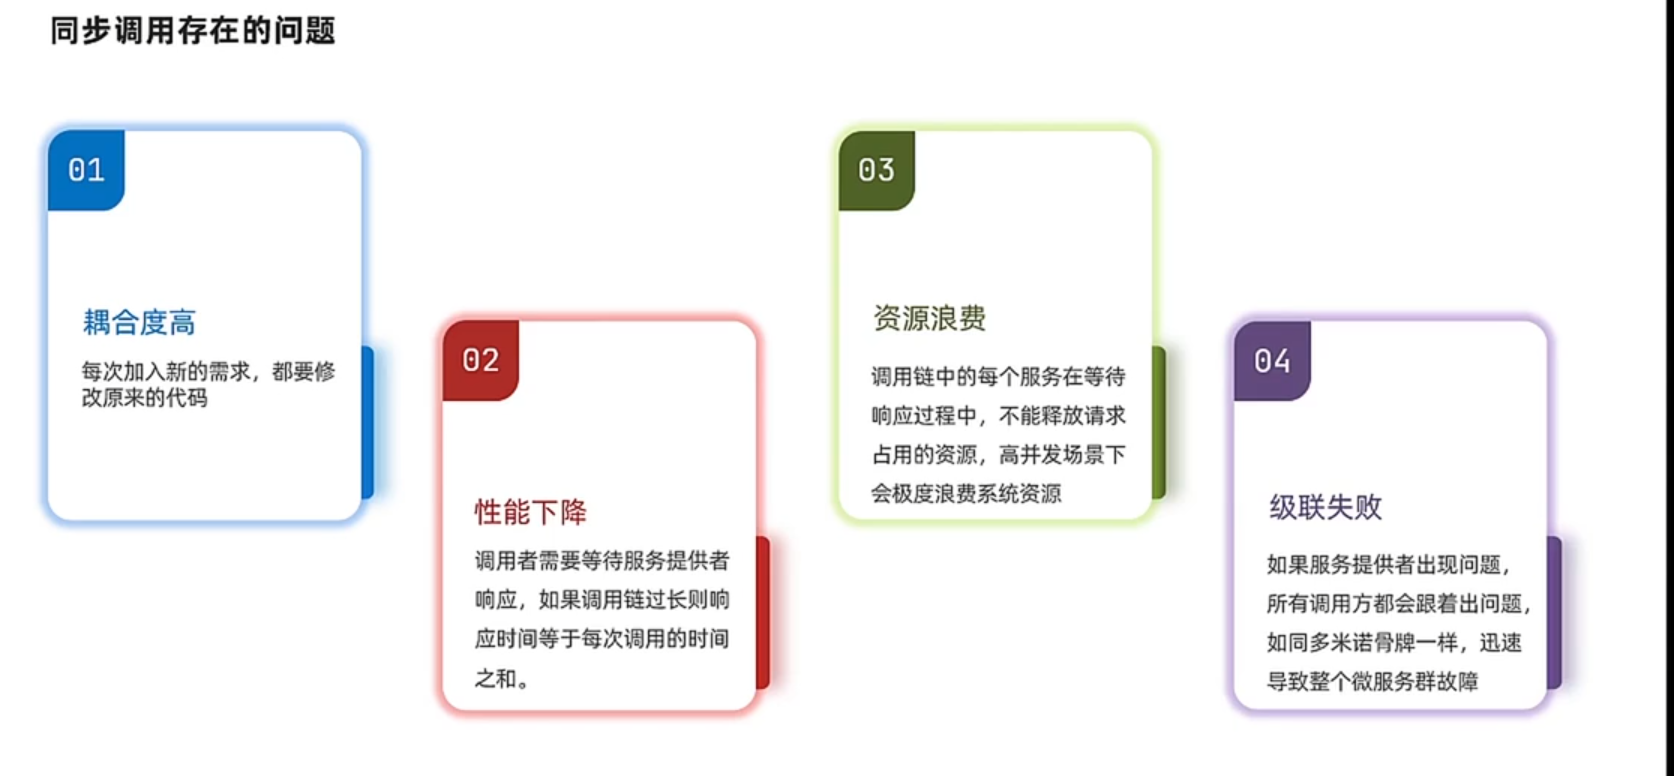 同步调用存在的问题
01
耦合度高
每次加入新的需求，都要修
改原来的代码
02
性能下降
调用者需要等待服务提供者
响应，如果调用链过长则响
应时间等于每次调用的时间
之和。
03
资源浪费
调用链中的每个服务在等待
响应过程中，不能释放请求
占用的资源，高并发场景下
会极度浪费系统资源
04
级联失败
如果服务提供者出现问题，
所有调用方都会跟着出问题，
如同多米诺骨牌一样，迅速
导致整个微服务群故障